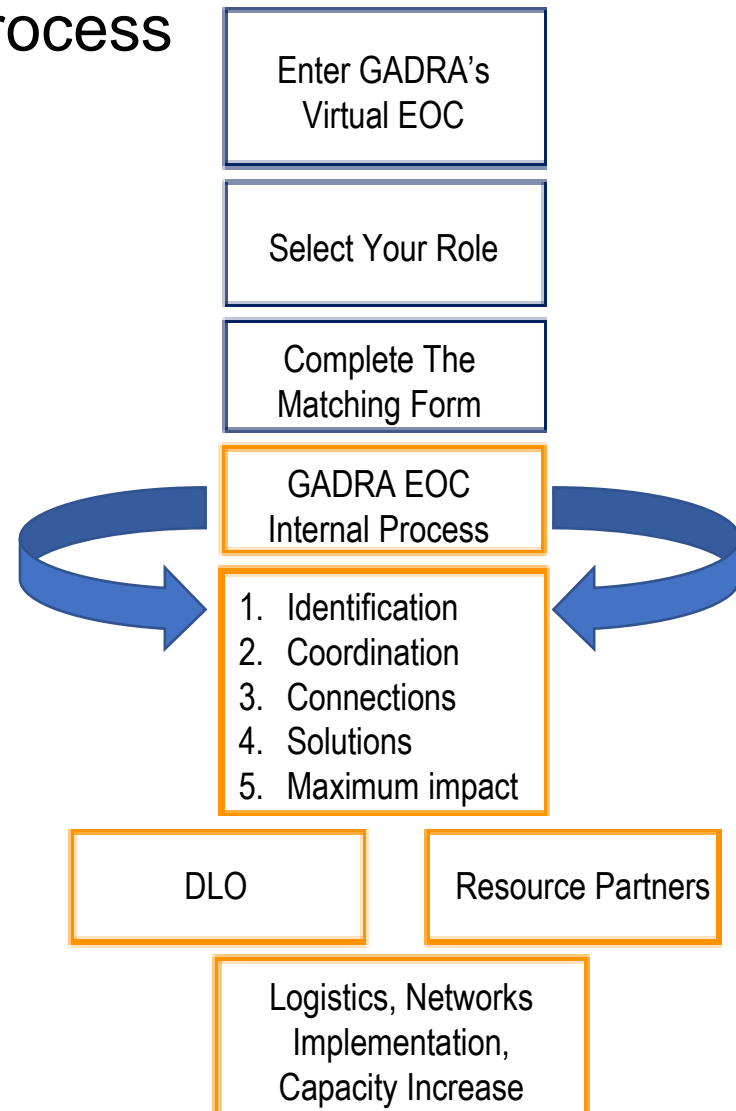 rocess
Enter GADRA's
Virtual EOC
Select Your Role
Complete The
Matching Form
GADRA EOC
Internal Process
1. Identification
2. Coordination
3. Connections
4. Solutions
5. Maximum impact
DLO
Resource Partners
Logistics, Networks
Implementation,
Capacity Increase